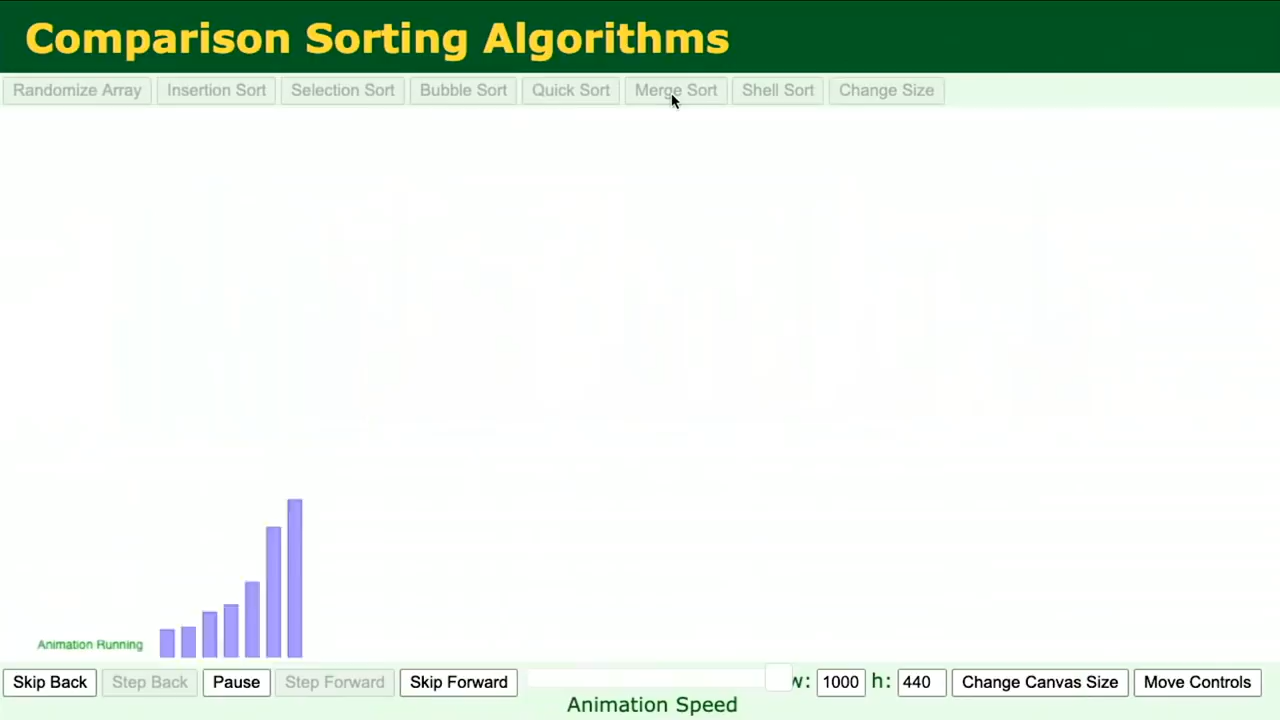 Comparison Sorting Algorithms
Randomize Array Insertion Sort Selection Sort Bubble Sort Quick Sort Merge Sort Shell Sort Change Size
Animation Running
Skip Back Step Back Pause Step Forward Skip Forward w: 1000 h: 440 Change Canvas Size Move Controls
Animation Speed